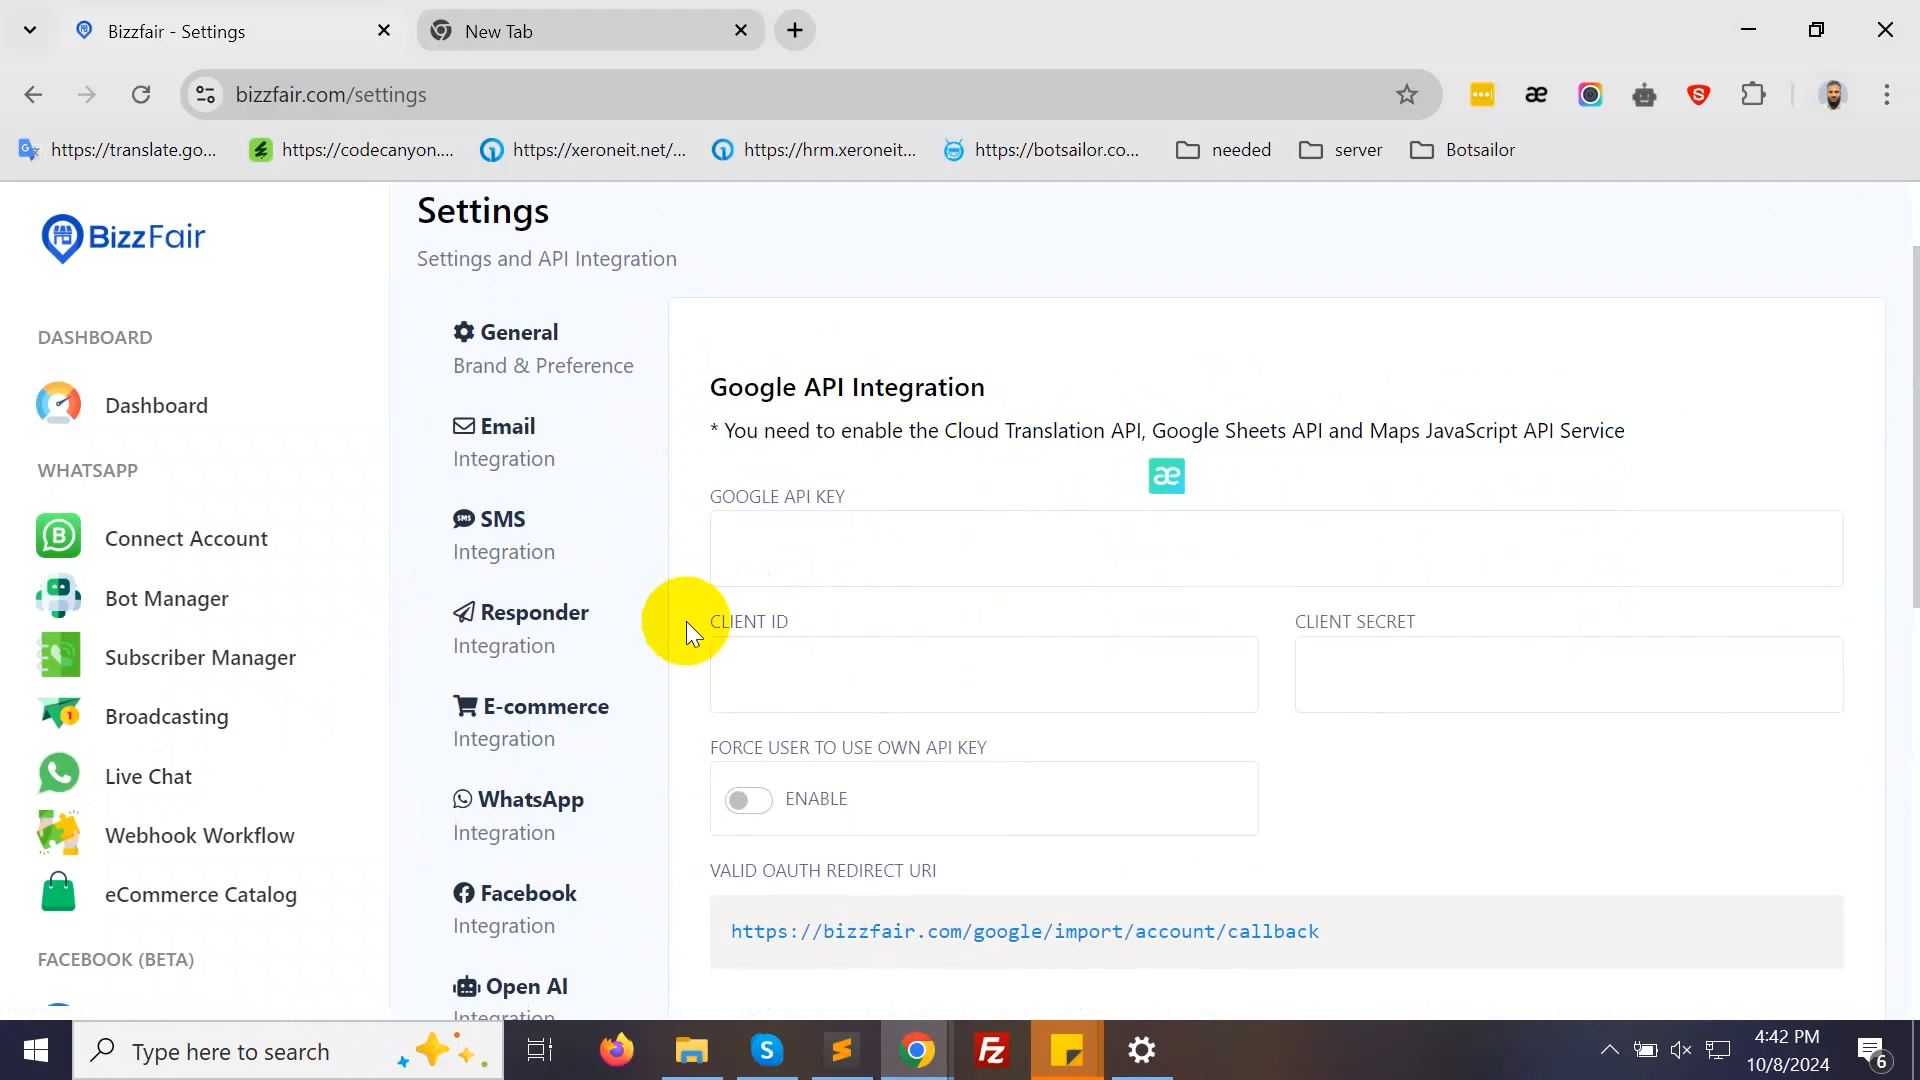 Bizzfair - Settings
New Tab
bizzfair.com/settings
https://translate.go...
https://codecanyon....
https://xeroneit.net/...
https://hrm.xeroneit...
https://botsailor.co...
needed
server
Botsailor
BizzFair
DASHBOARD
Dashboard
WHATSAPP
Connect Account
Bot Manager
Subscriber Manager
Broadcasting
Live Chat
Webhook Workflow
eCommerce Catalog
FACEBOOK (BETA)
Settings
Settings and API Integration
General
Brand & Preference
Email
Integration
SMS
Integration
Responder
Integration
E-commerce
Integration
WhatsApp
Integration
Facebook
Integration
Open AI
Integration
Google API Integration
* You need to enable the Cloud Translation API, Google Sheets API and Maps JavaScript API Service
æ
GOOGLE API KEY
CLIENT ID
CLIENT SECRET
FORCE USER TO USE OWN API KEY
ENABLE
VALID OAUTH REDIRECT URI
https://bizzfair.com/google/import/account/callback
Type here to search
4:42 PM
10/8/2024
6